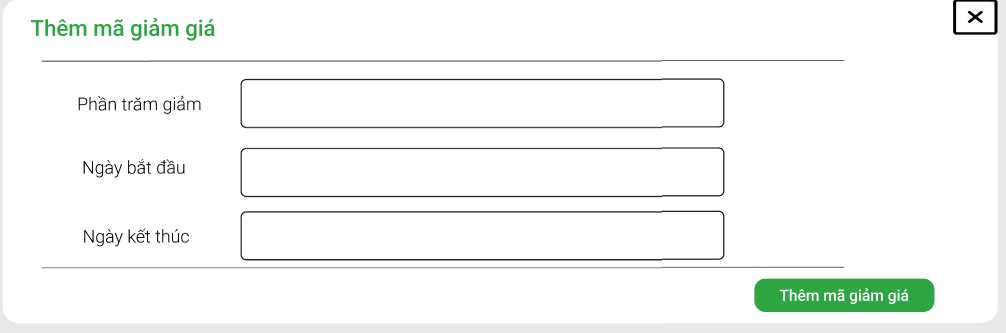 Thêm mã giảm giá
Phần trăm giảm
Ngày bắt đầu
Ngày kết thúc
Thêm mã giảm giá